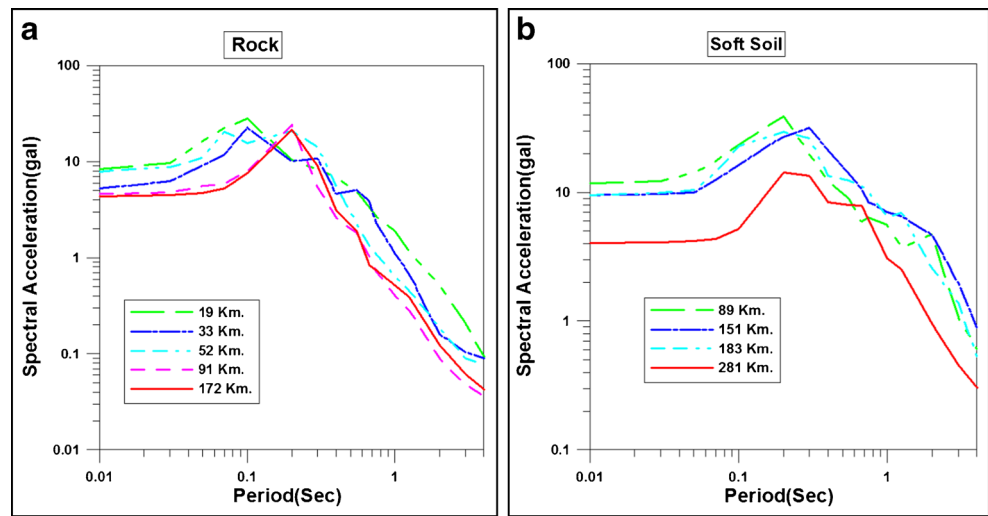 a
Rock
Spectral Acceleration(gal)
100
10
1
0.1
0.01
19 Km.
33 Km.
52 Km.
91 Km.
172 Km.
0.01
0.1
1
Period(Sec)
b
Soft Soil
Spectral Acceleration(gal)
100
10
1
0.1
89 Km.
151 Km.
183 Km.
281 Km.
0.01
0.1
1
Period(Sec)